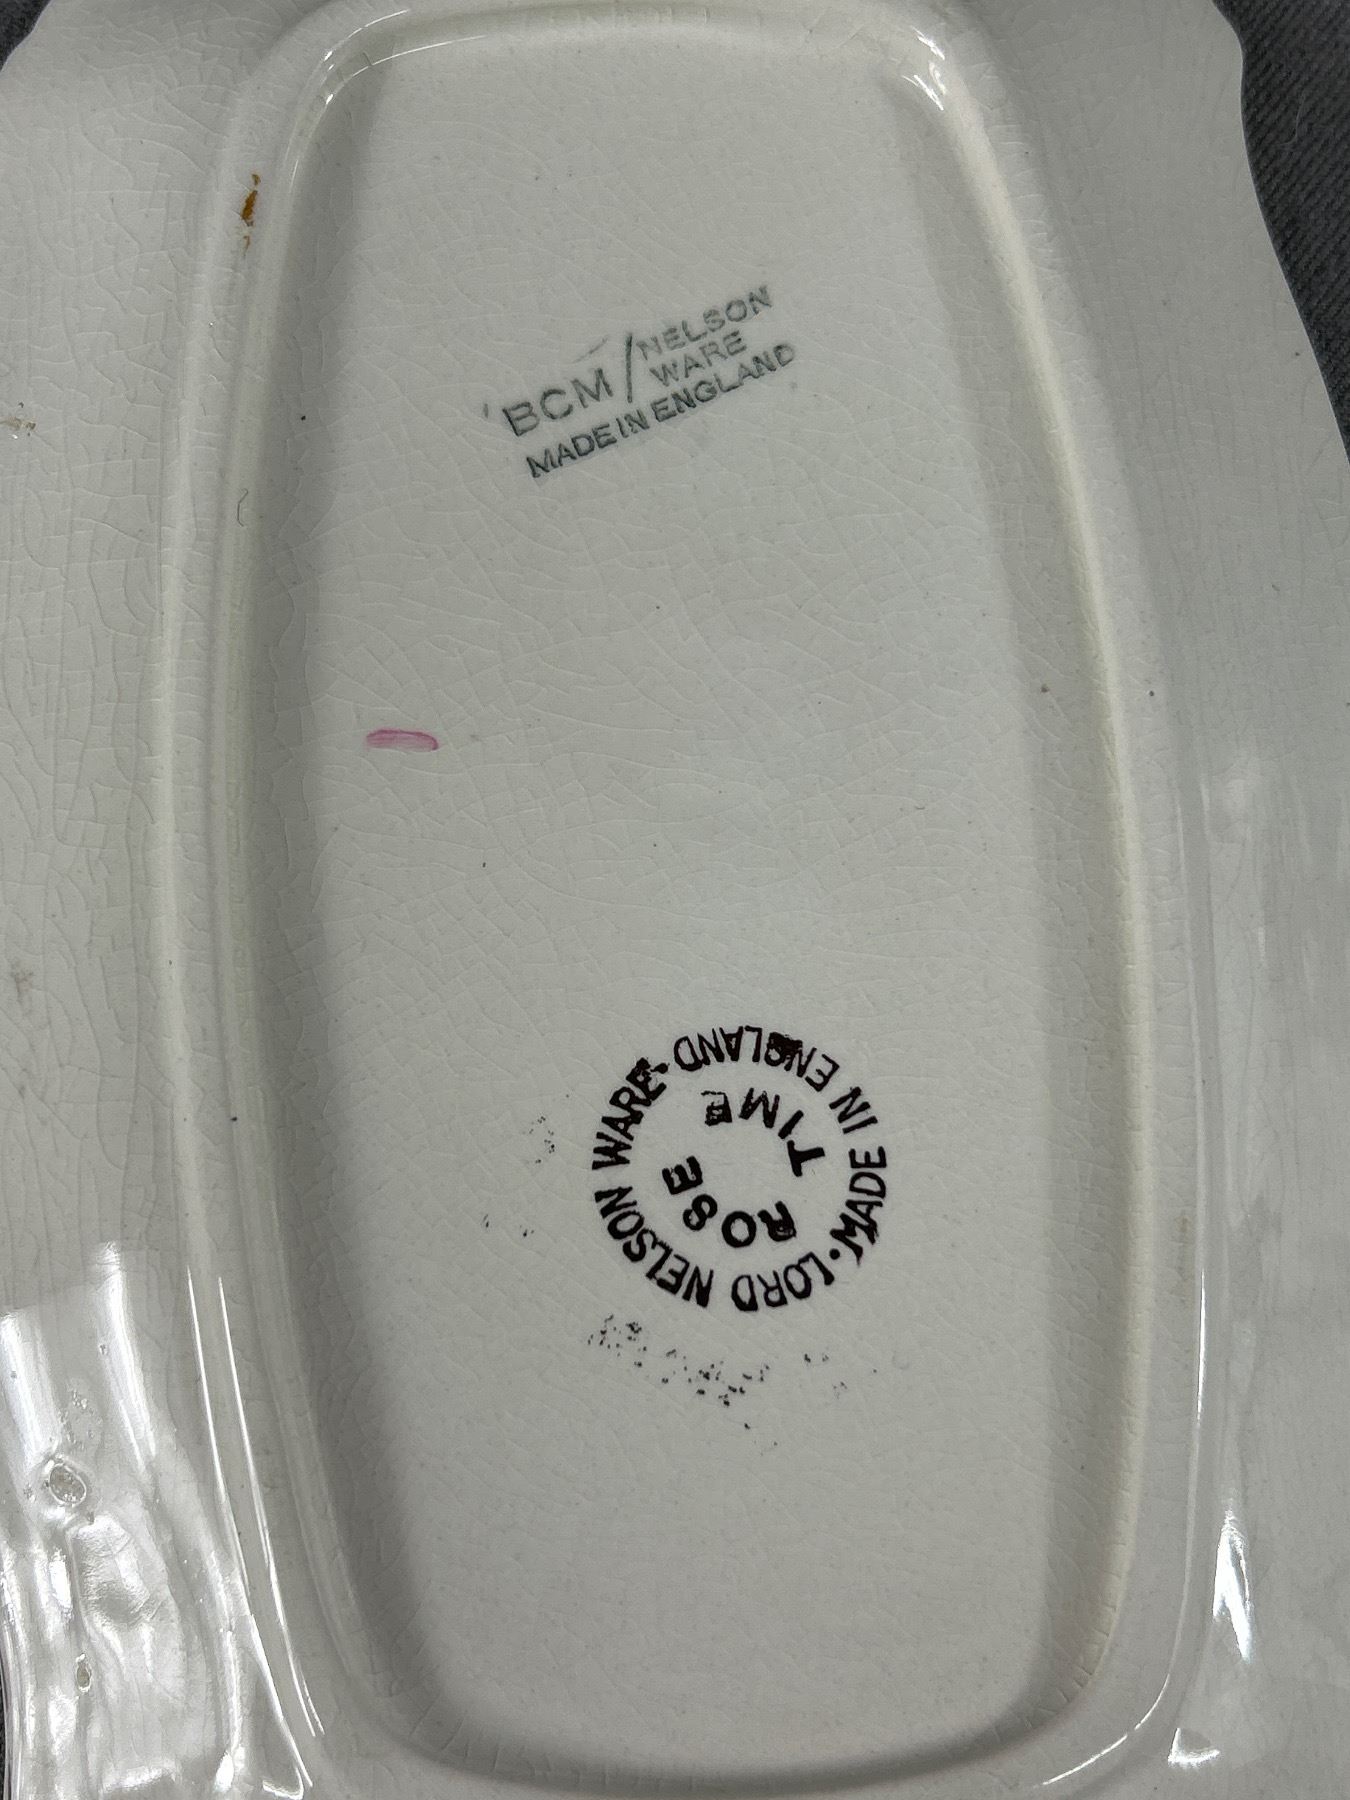 BCM/NELSON
WARE
MADE IN ENGLAND
LORD NELSON WARE · MADE IN ENGLAND ·
ROSE
TIME